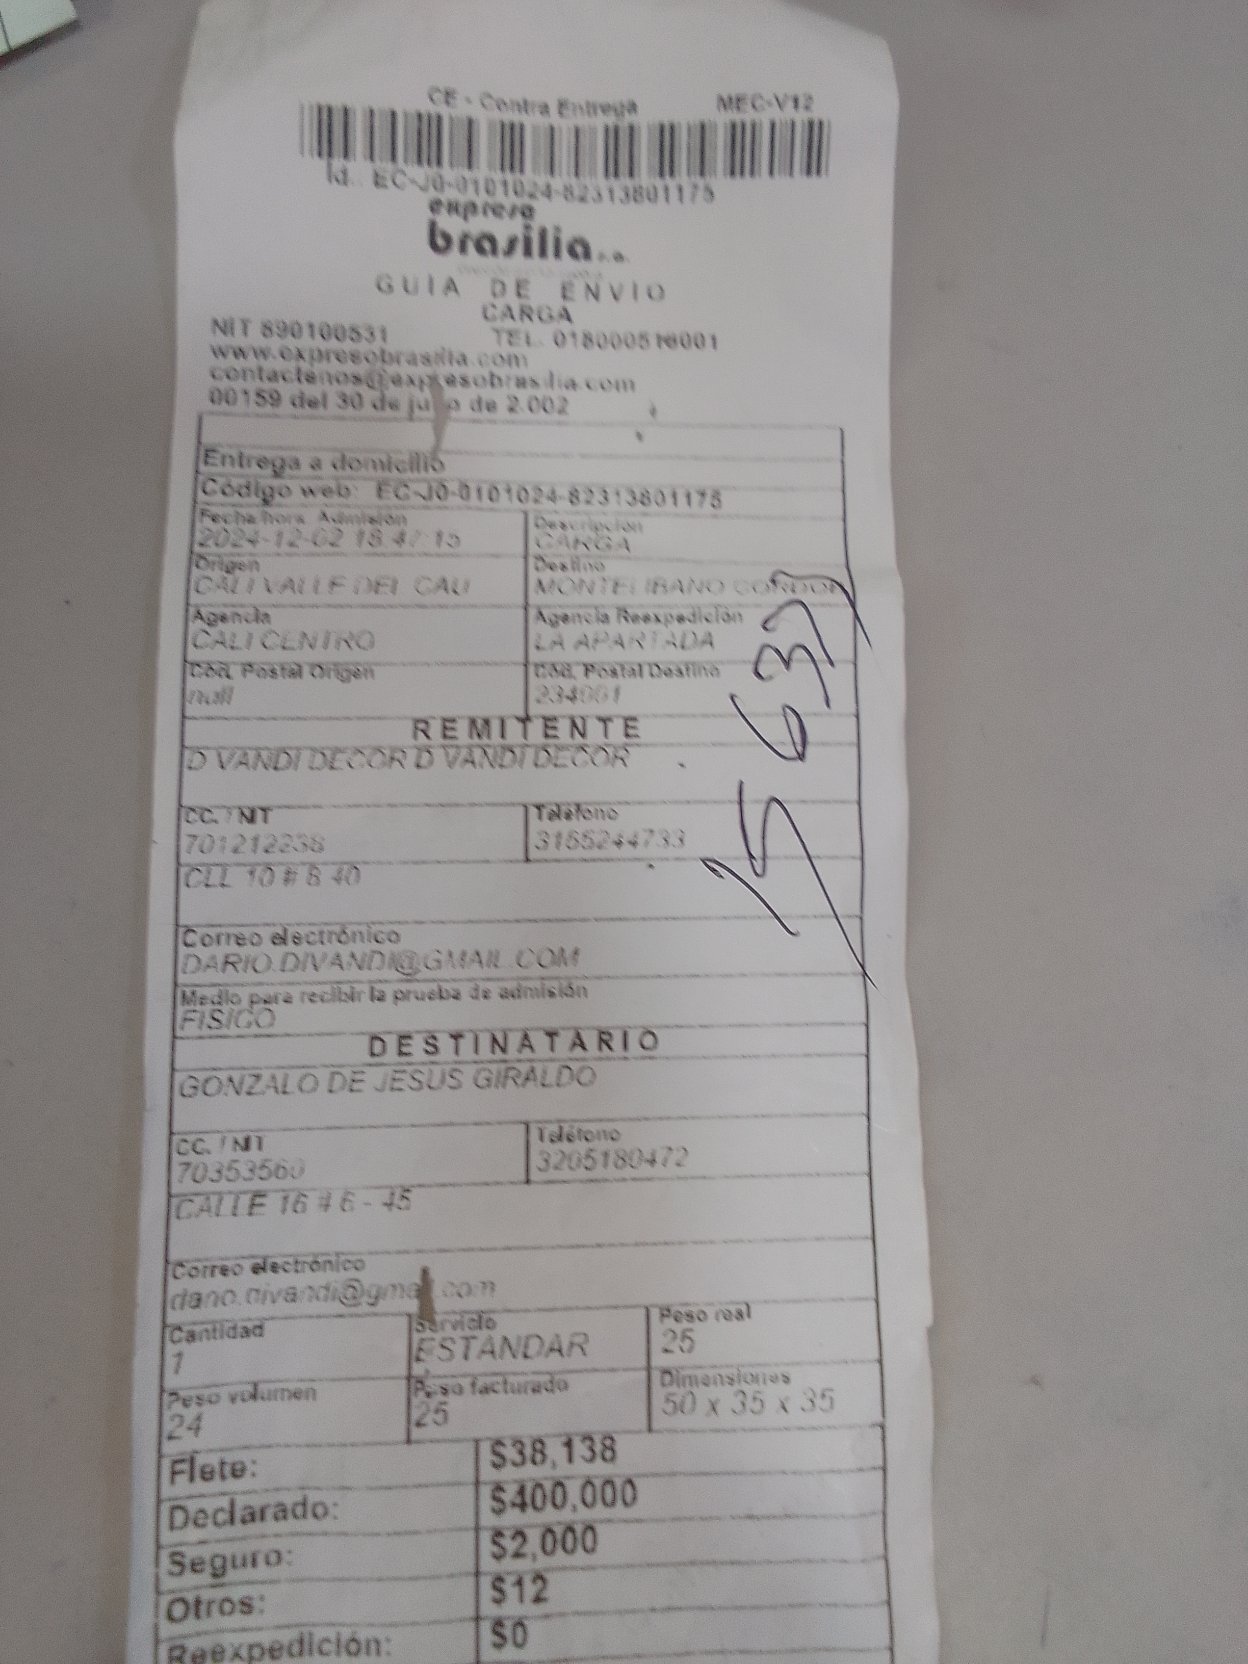 CE - Contra Entrega MEC-V12
Id.. EC-J0-0101024-82313801175
expreso
brasilia s.a.
GUIA DE ENVIO
CARGA
NIT 890100531 TEL. 018000518001
www.expresobrasilia.com
contactenos@expresobrasilia.com
00159 del 30 de de 2.002
Entrega a domicilio
Código web: EC-J0-0101024-82313801175
Fecha/hora Admisión Descripcion
2024-12-02 18:47:15 CARGA
Origen Destino
CALI VALLE DEL CAU MONTELIBANO CORDOB
Agencia Agencia Reexpedición
CALI CENTRO LA APARTADA
Cód. Postal Origen Cód. Postal Destino
null 234001
REMITENTE
D VANDI DECOR D VANDI DECOR
CC. / NIT Teléfono
701212238 3155244733
CLL 10 # 8 40
Correo electrónico
DARIO.DIVANDI@GMAIL.COM
Medio para recibir la prueba de admisión
FISICO
DESTINATARIO
GONZALO DE JESUS GIRALDO
CC. / NIT Teléfono
70353560 3205180472
CALLE 16 # 6 - 45
Correo electrónico
Cantidad Servicio Peso real
1 ESTANDAR 25
Peso volumen Peso facturado Dimensiones
24 25 50 x 35 x 35
Flete: $38,138
Declarado: $400,000
Seguro: $2,000
Otros: $12
Reexpedición: $0